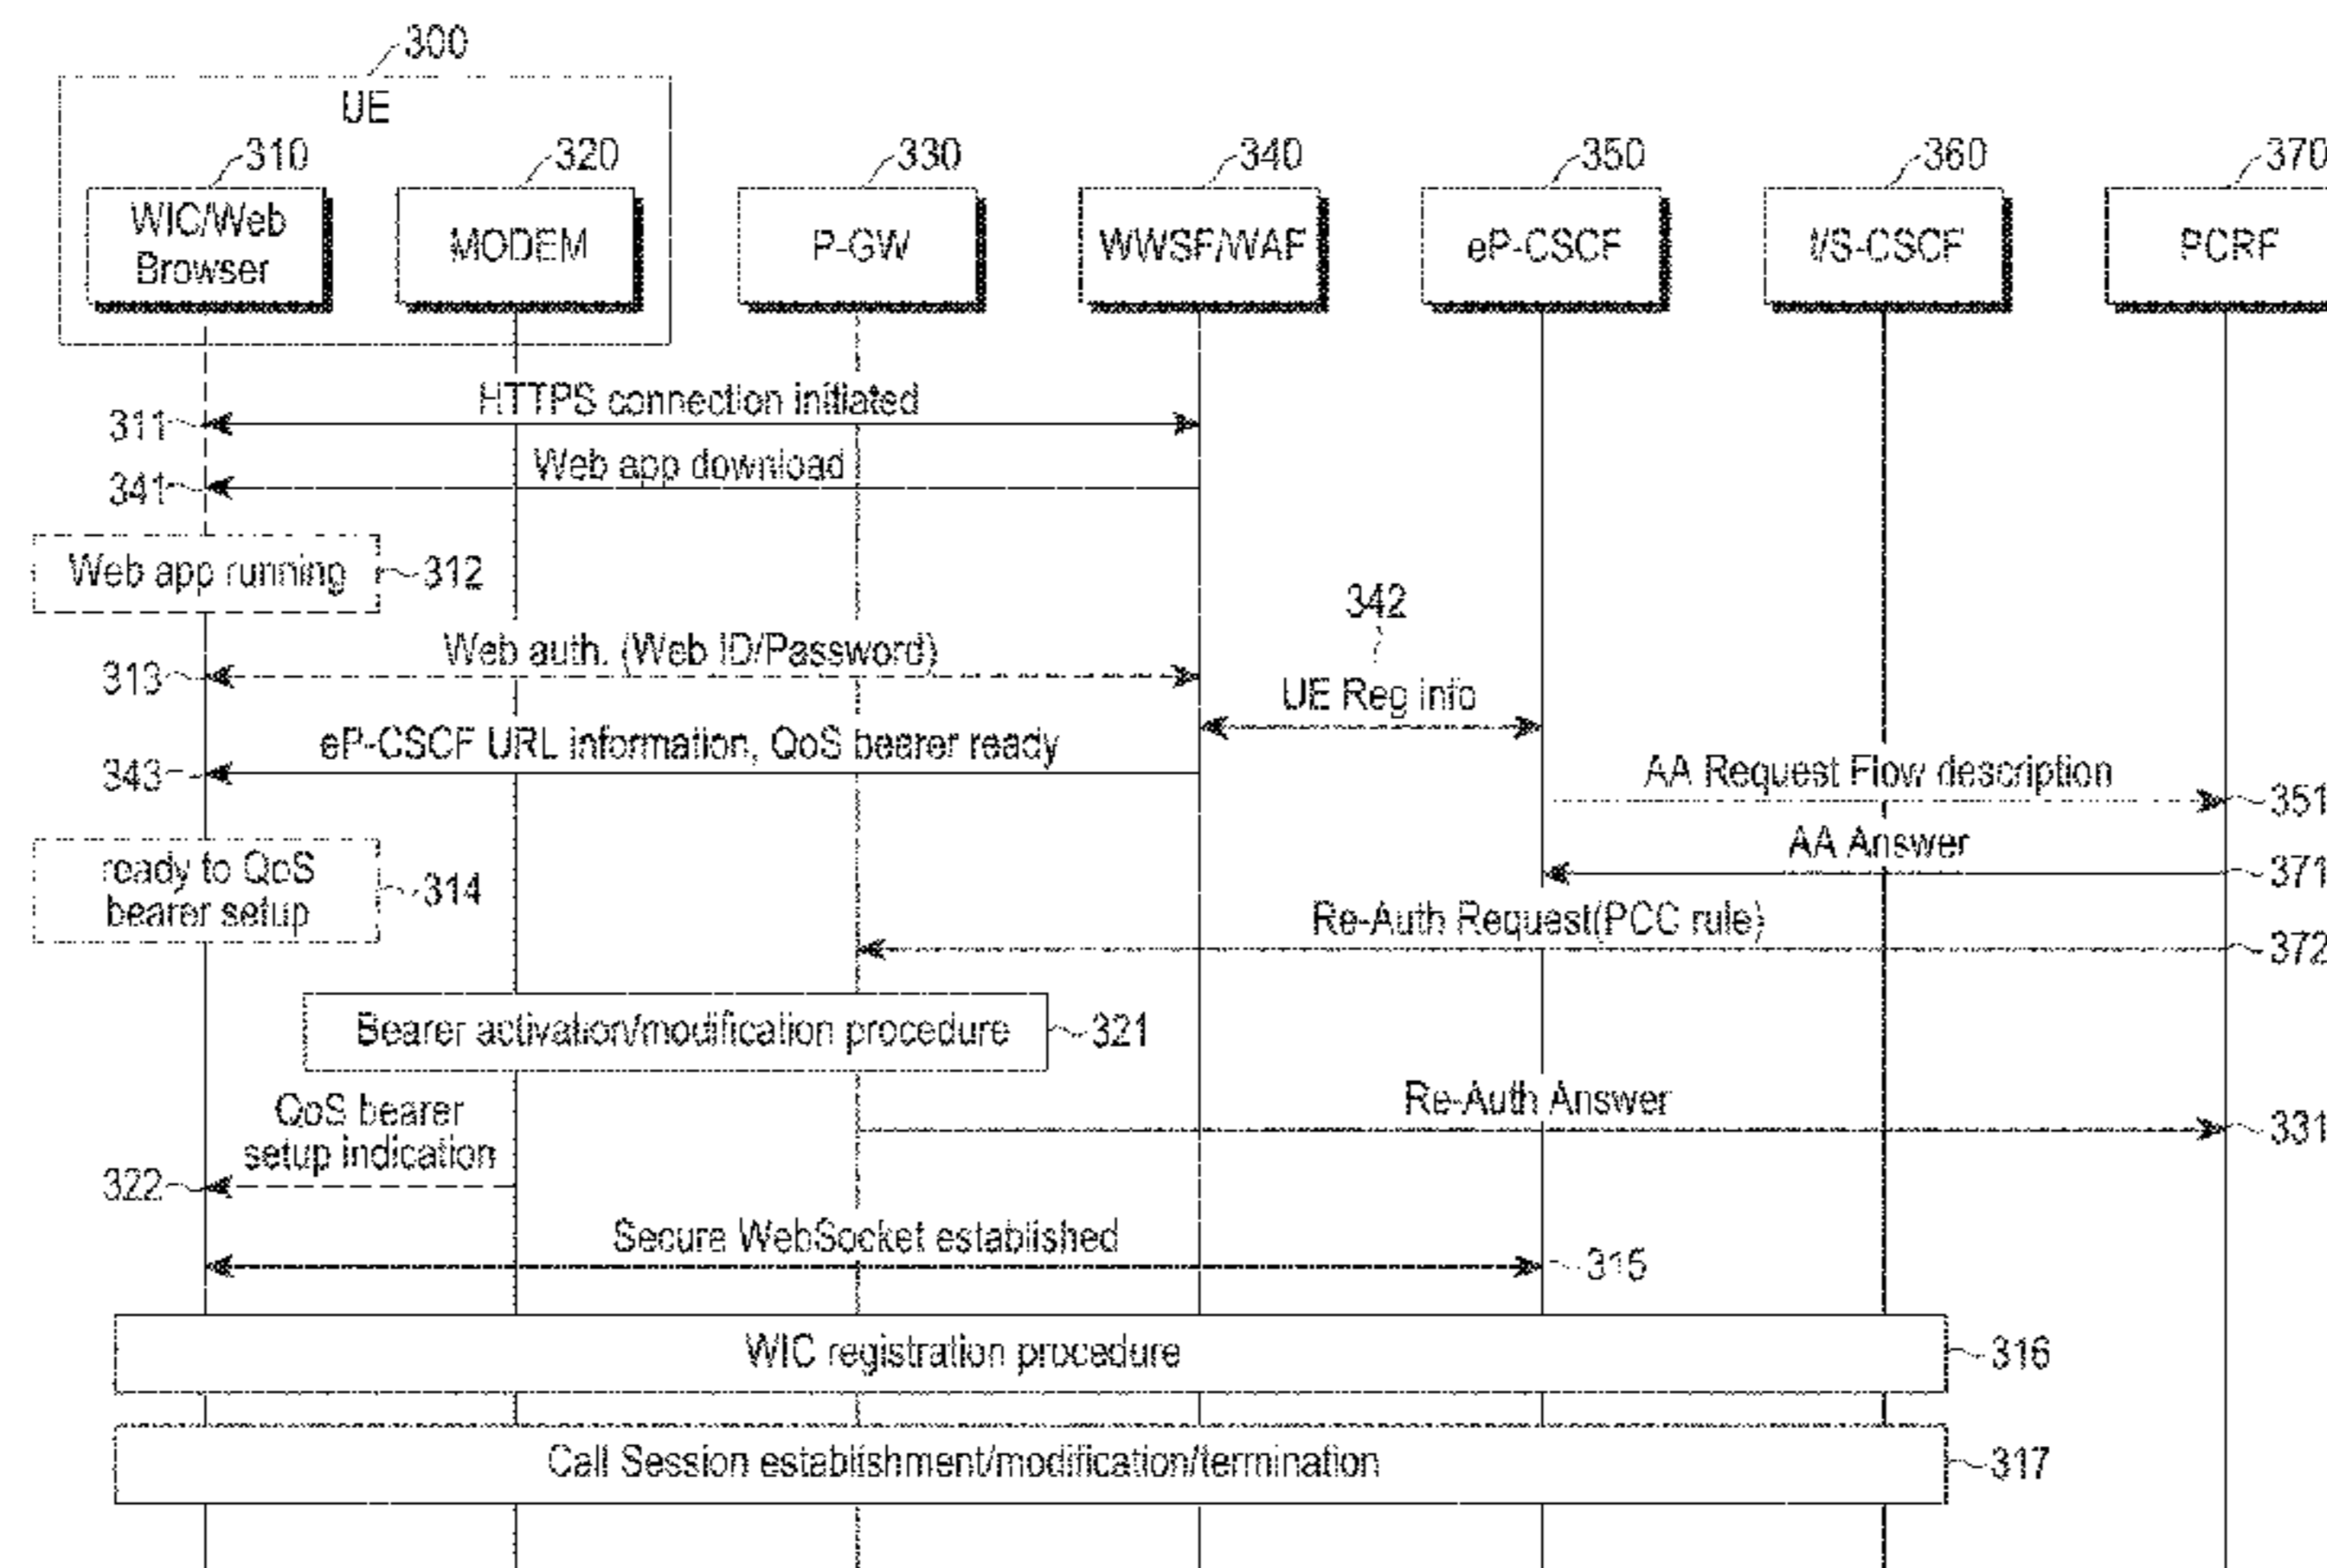 300
UE
310
320
330
340
350
360
370
WIC/Web
Browser
MODEM
P-GW
WWSF/WAF
eP-CSCF
I/S-CSCF
PCRF
HTTPS connection initiated
311
Web app download
341
Web app running
312
342
Web auth. (Web ID/Password)
313
UE Reg info
eP-CSCF URL information, QoS bearer ready
343
AA Request Flow description
351
AA Answer
371
ready to QoS
bearer setup
314
Re-Auth Request(PCC rule)
372
Bearer activation/modification procedure
321
Re-Auth Answer
331
QoS bearer
setup indication
322
Secure WebSocket established
315
WIC registration procedure
316
Call Session establishment/modification/termination
317